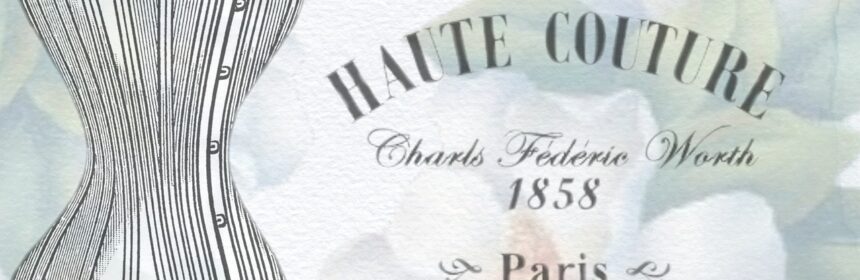 HAUTE COUTURE
Charls Fédéric Worth
1858
Paris